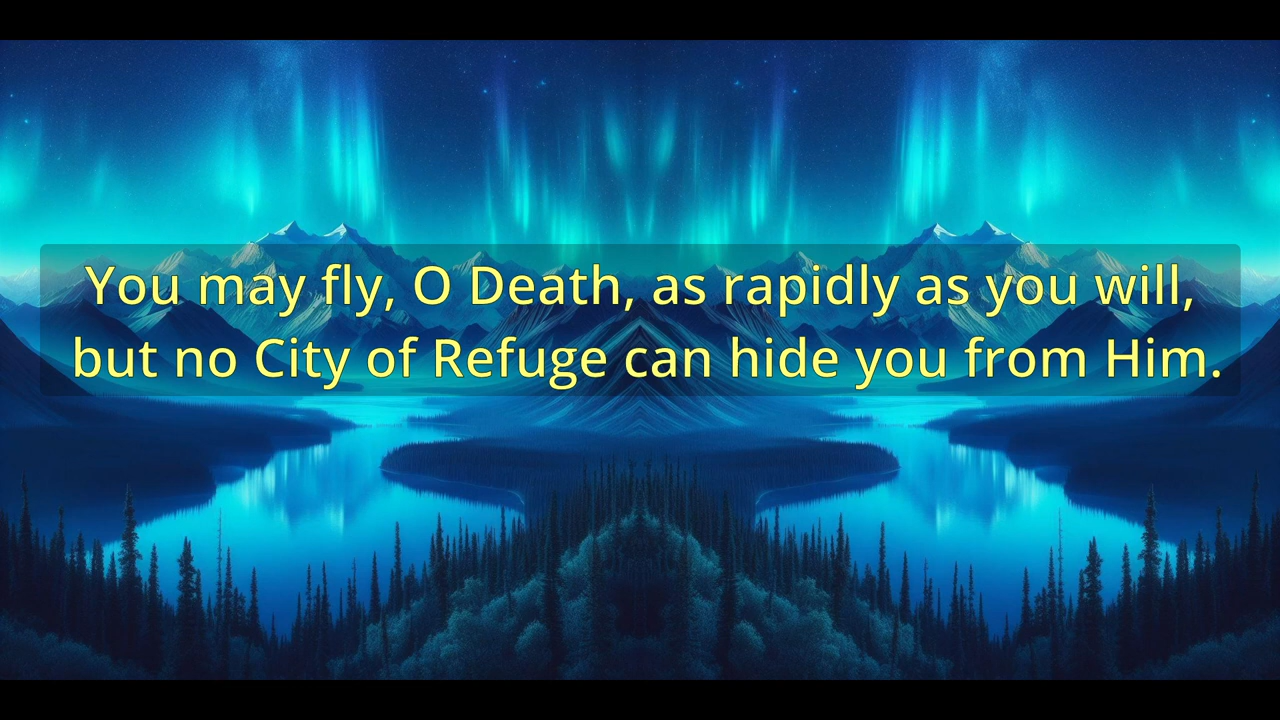 You may fly, O Death, as rapidly as you will,
but no City of Refuge can hide you from Him.